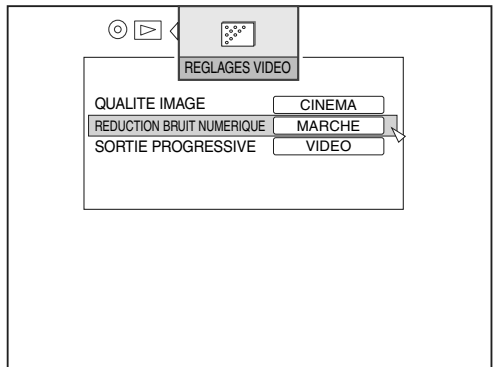 REGLAGES VIDEO
QUALITE IMAGE CINEMA
REDUCTION BRUIT NUMERIQUE MARCHE
SORTIE PROGRESSIVE VIDEO